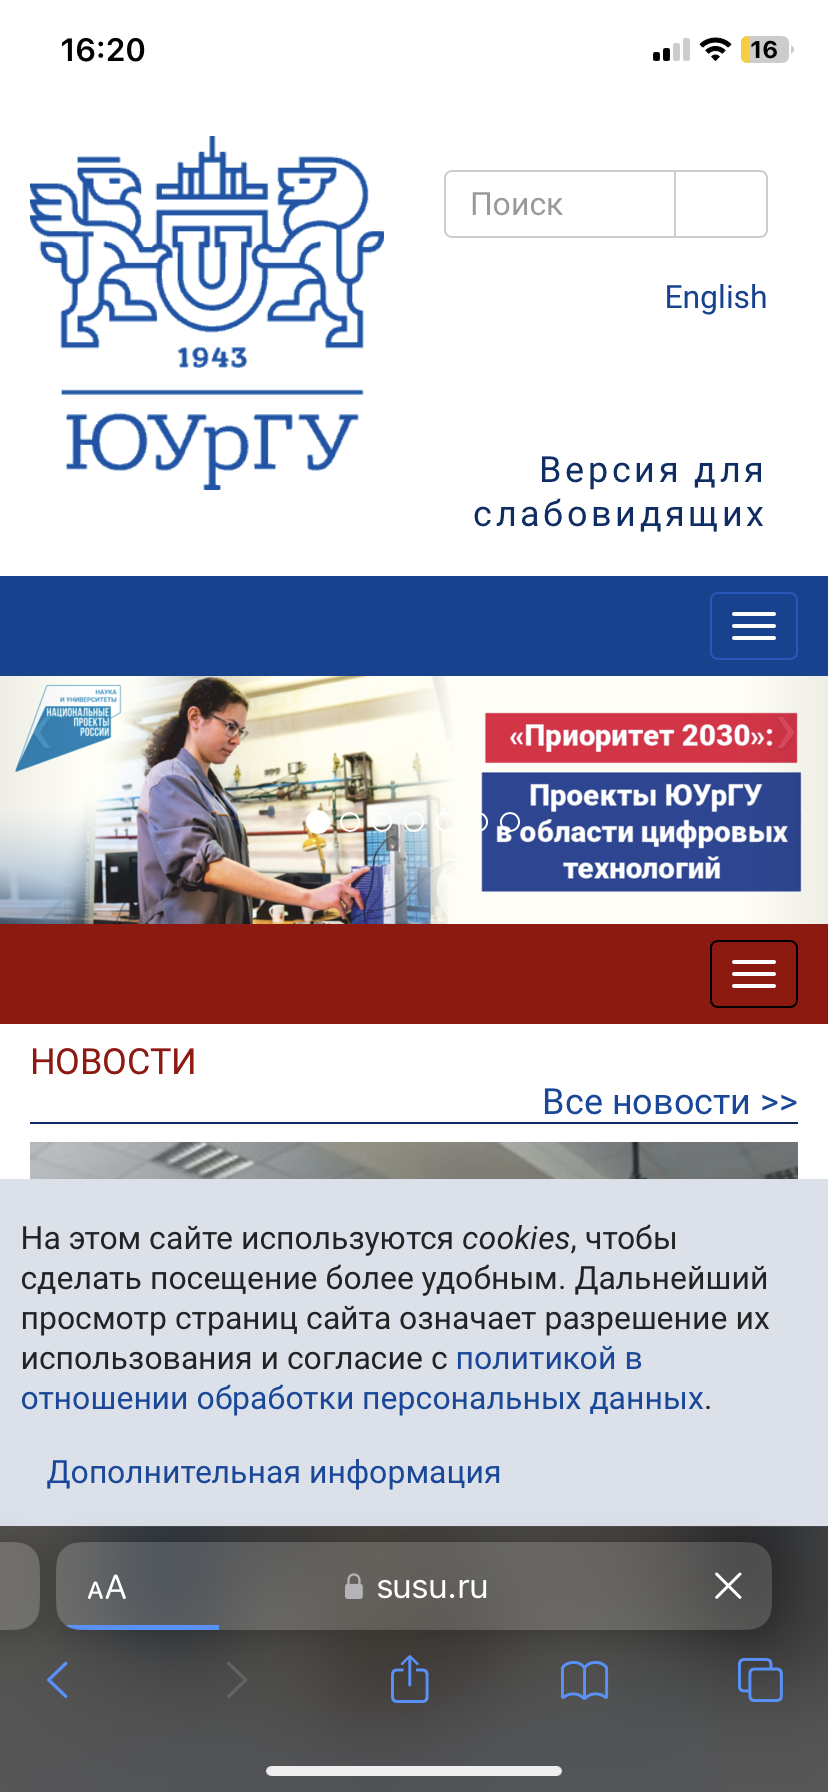 16:20
16
Поиск
English
1943
ЮУрГУ
Версия для
слабовидящих
НАУКА
И УНИВЕРСИТЕТЫ
НАЦИОНАЛЬНЫЕ
ПРОЕКТЫ
РОССИИ
«Приоритет 2030»:
Проекты ЮУрГУ
в области цифровых
технологий
НОВОСТИ
Все новости >>
На этом сайте используются cookies, чтобы
сделать посещение более удобным. Дальнейший
просмотр страниц сайта означает разрешение их
использования и согласие с политикой в
отношении обработки персональных данных.
Дополнительная информация
AA
susu.ru